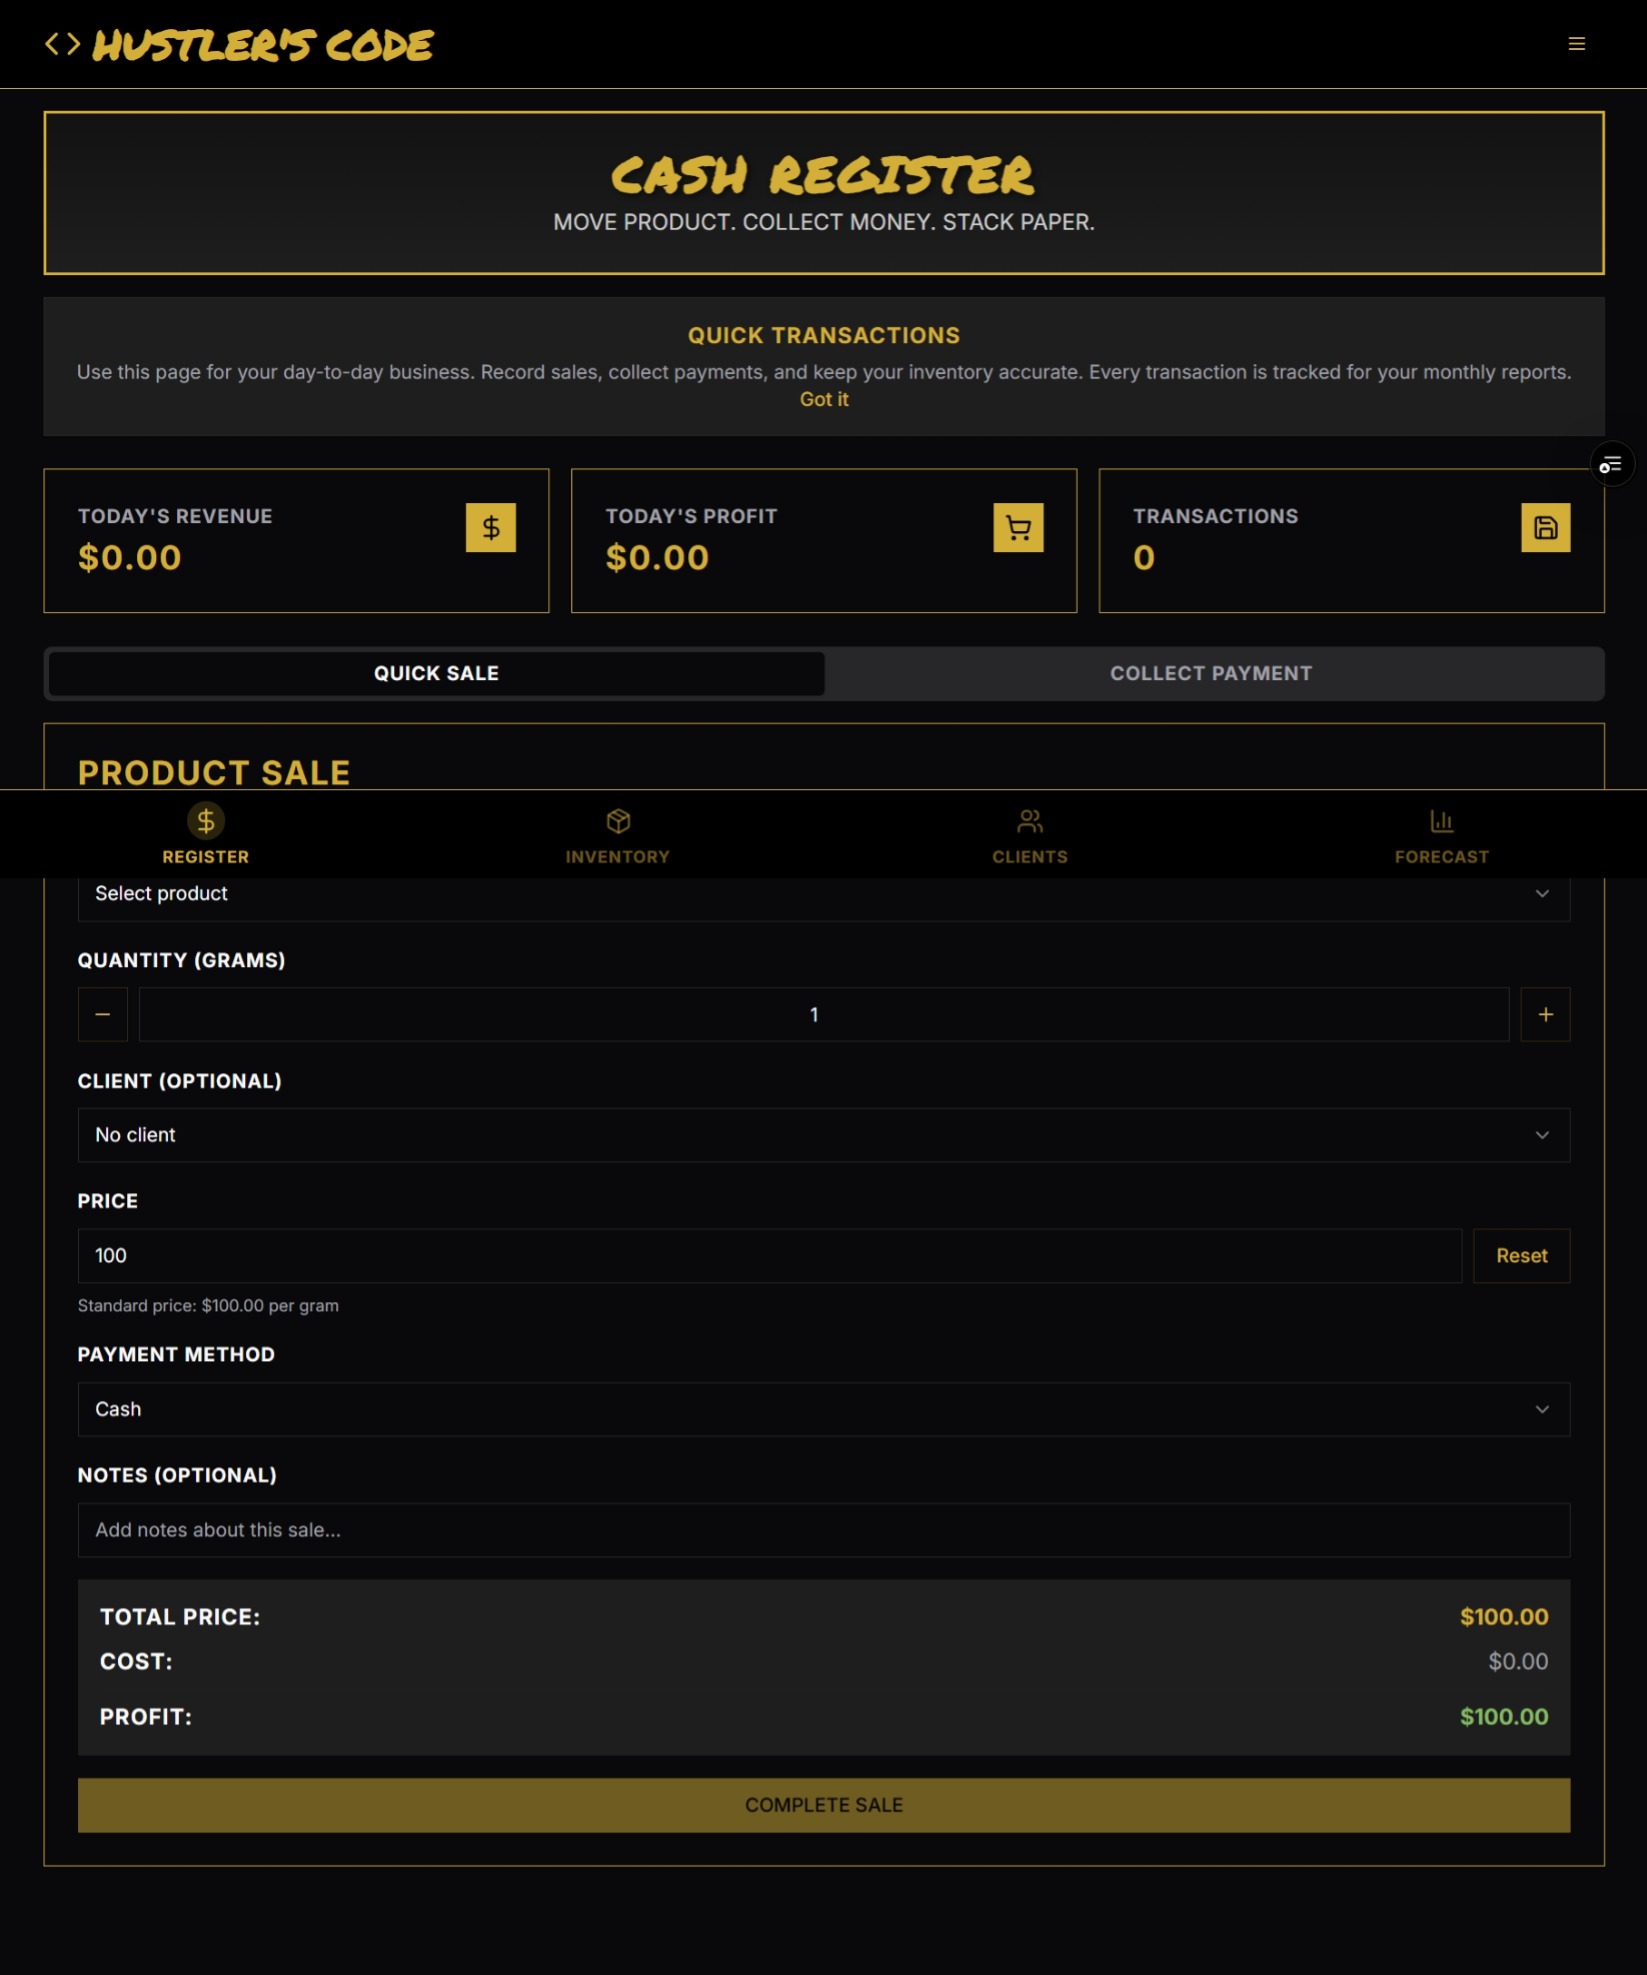 HUSTLER'S CODE
CASH REGISTER
MOVE PRODUCT. COLLECT MONEY. STACK PAPER.
QUICK TRANSACTIONS
Use this page for your day-to-day business. Record sales, collect payments, and keep your inventory accurate. Every transaction is tracked for your monthly reports.
Got it
TODAY'S REVENUE
$0.00
TODAY'S PROFIT
$0.00
TRANSACTIONS
0
QUICK SALE
COLLECT PAYMENT
PRODUCT SALE
REGISTER
INVENTORY
CLIENTS
FORECAST
Select product
QUANTITY (GRAMS)
1
CLIENT (OPTIONAL)
No client
PRICE
100
Reset
Standard price: $100.00 per gram
PAYMENT METHOD
Cash
NOTES (OPTIONAL)
Add notes about this sale...
TOTAL PRICE:
$100.00
COST:
$0.00
PROFIT:
$100.00
COMPLETE SALE